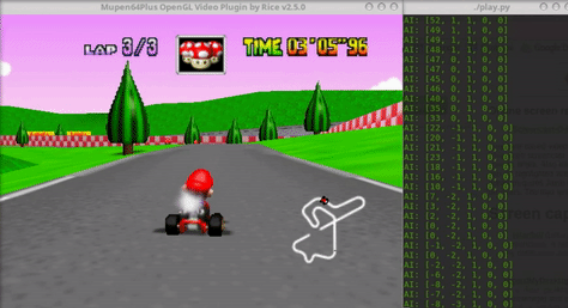 Mupen64Plus OpenGL Video Plugin by Rice v2.5.0
./play.py
LAP 3/3
TIME 03'05"96
AI: [52, 1, 1, 0, 0]
AI: [49, 1, 1, 0, 0]
AI: [49, 1, 1, 0, 0]
AI: [48, 1, 1, 0, 0]
AI: [47, 0, 1, 0, 0]
AI: [45, 0, 1, 0, 0]
AI: [47, 0, 1, 0, 0]
AI: [46, 0, 1, 0, 0]
AI: [40, 0, 1, 0, 0]
AI: [35, 0, 1, 0, 0]
AI: [33, 0, 1, 0, 0]
AI: [22, -1, 1, 0, 0]
AI: [20, -1, 1, 0, 0]
AI: [21, -1, 1, 0, 0]
AI: [23, -1, 1, 0, 0]
AI: [18, -1, 1, 0, 0]
AI: [16, -1, 1, 0, 0]
AI: [10, -1, 1, 0, 0]
AI: [7, -2, 1, 0, 0]
AI: [3, -2, 1, 0, 0]
AI: [2, -2, 1, 0, 0]
AI: [0, -2, 1, 0, 0]
AI: [-1, -2, 1, 0, 0]
AI: [0, -2, 1, 0, 0]
AI: [-2, -2, 1, 0, 0]
AI: [-6, -2, 1, 0, 0]
AI: [-8, -2, 1, 0, 0]
AI: [-7, -2, 1, 0, 0]